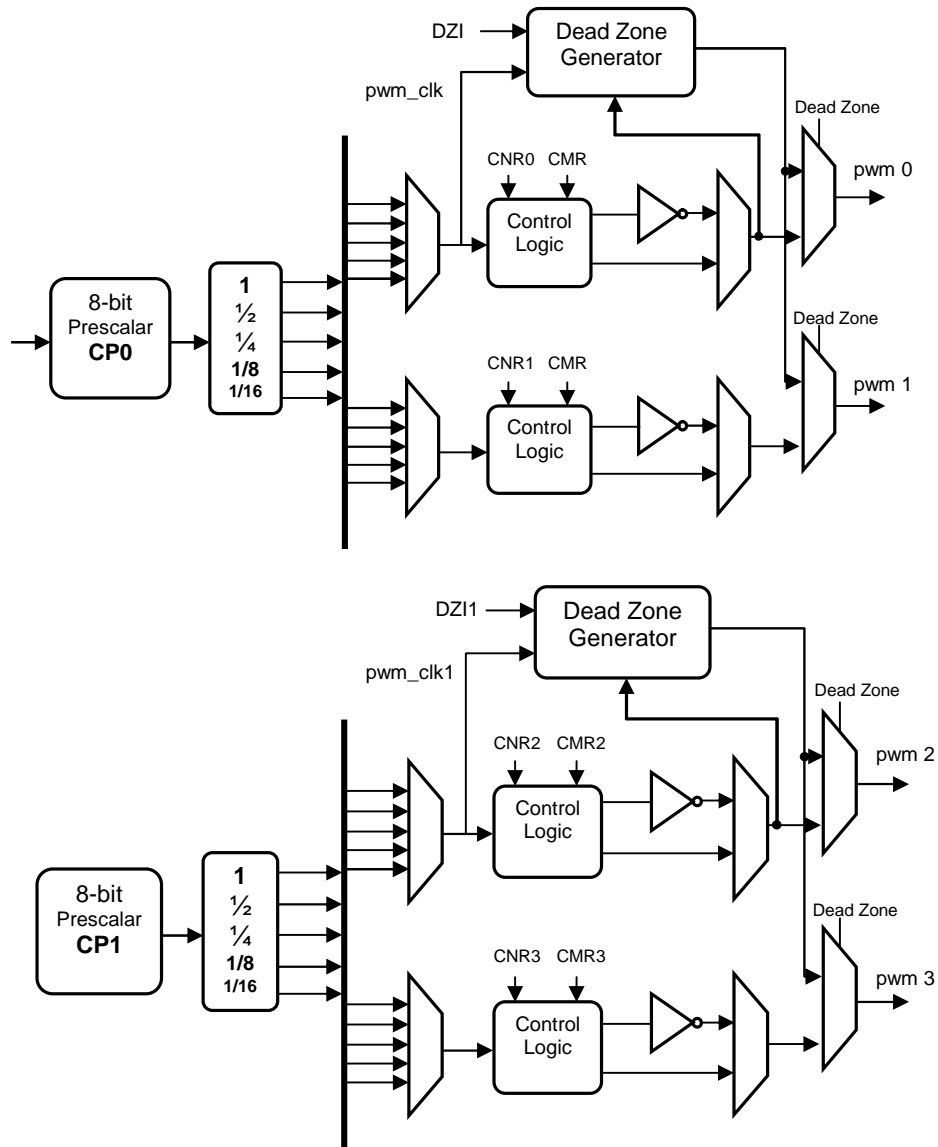 DZI
Dead Zone
Generator
pwm_clk
Dead Zone
CNR0
CMR
pwm 0
Control
Logic
8-bit
Prescalar
CP0
1
½
¼
1/8
1/16
Dead Zone
CNR1
CMR
pwm 1
Control
Logic
DZI1
Dead Zone
Generator
pwm_clk1
Dead Zone
CNR2
CMR2
pwm 2
Control
Logic
8-bit
Prescalar
CP1
1
½
¼
1/8
1/16
Dead Zone
CNR3
CMR3
pwm 3
Control
Logic